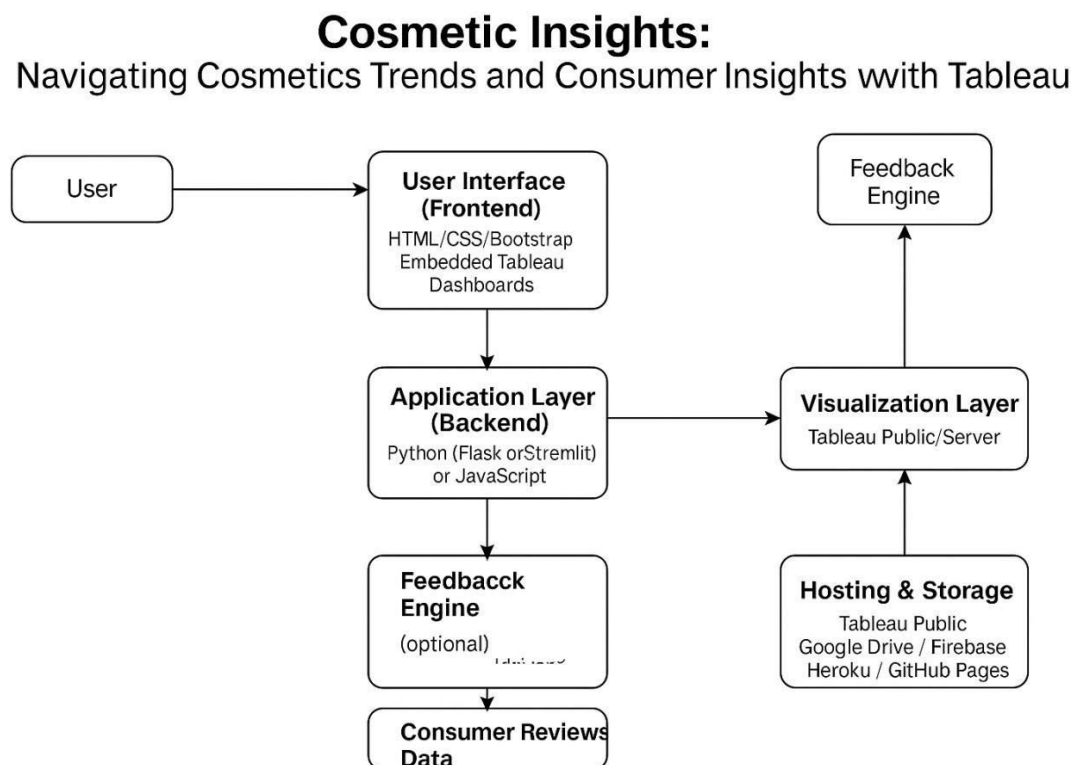 Cosmetic Insights:
Navigating Cosmetics Trends and Consumer Insights vvith Tableau
User
User Interface
(Frontend)
HTML/CSS/Bootstrap
Embedded Tableau
Dashboards
Feedback
Engine
Application Layer
(Backend)
Python (Flask orStremlit)
or JavaScript
Visualization Layer
Tableau Public/Server
Feedbacck
Engine
(optional)
Hosting & Storage
Tableau Public
Google Drive / Firebase
Heroku / GitHub Pages
Consumer Reviews
Data